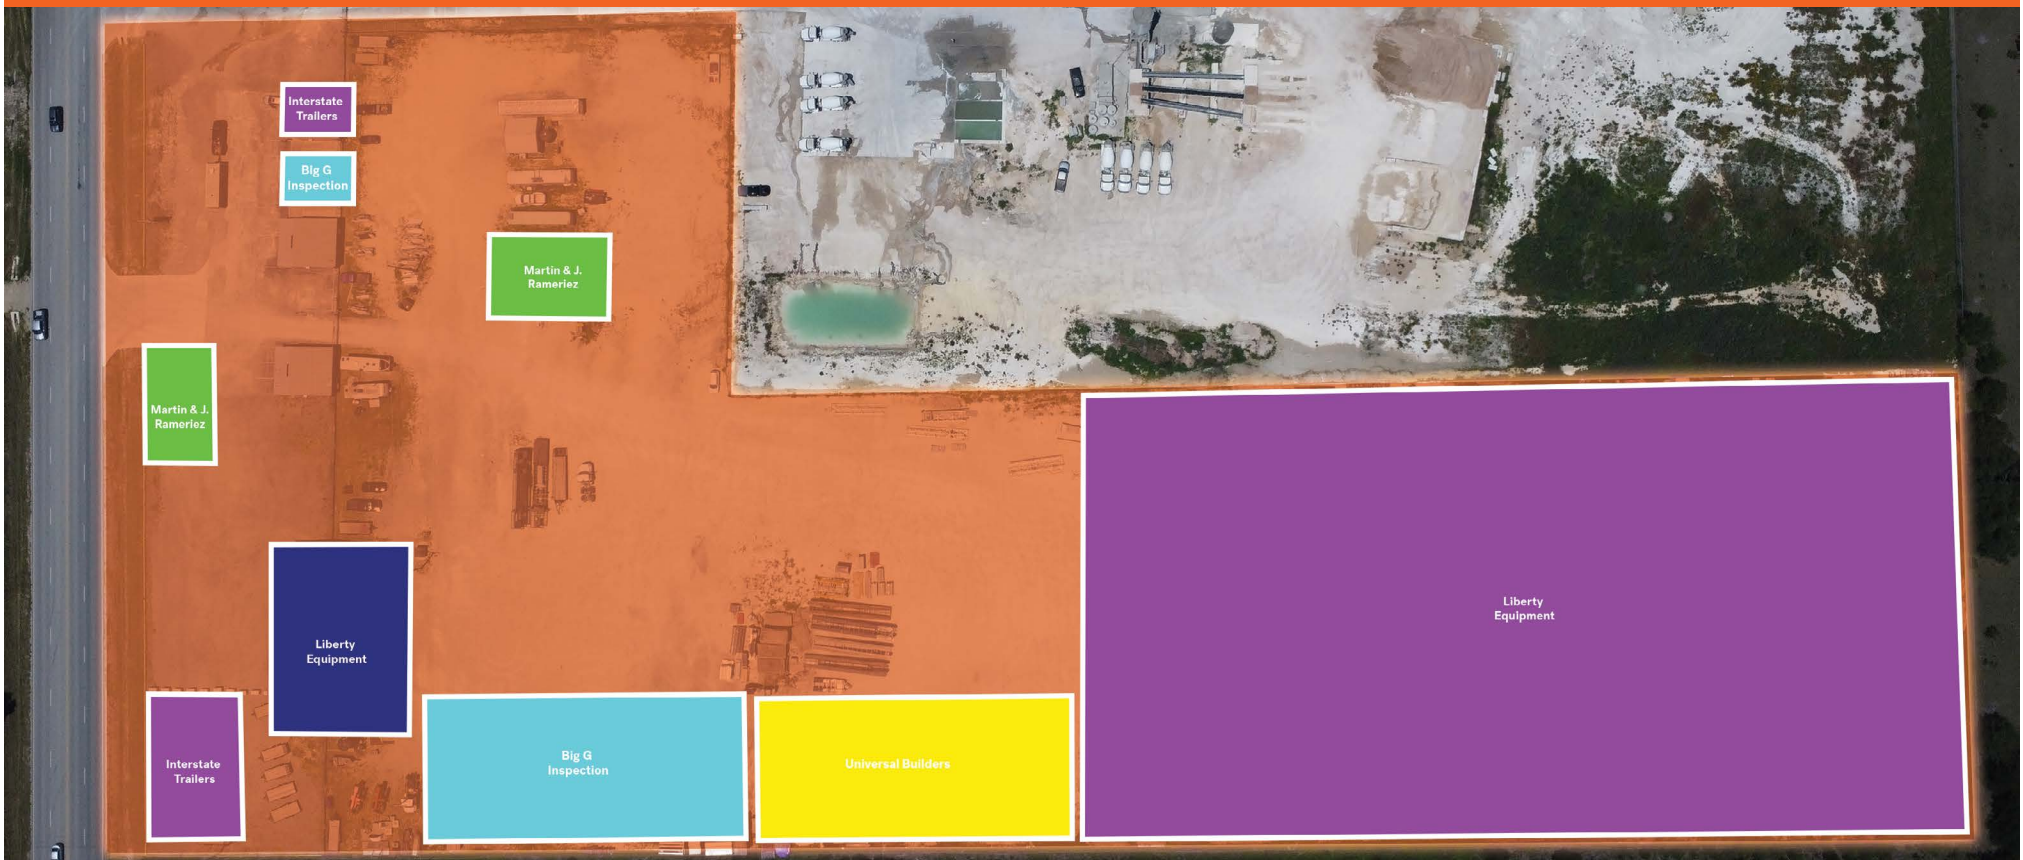 Interstate
Trailers
Big G
Inspection
Martin & J.
Rameriez
Martin & J.
Rameriez
Liberty
Equipment
Liberty
Equipment
Interstate
Trailers
Big G
Inspection
Universal Builders